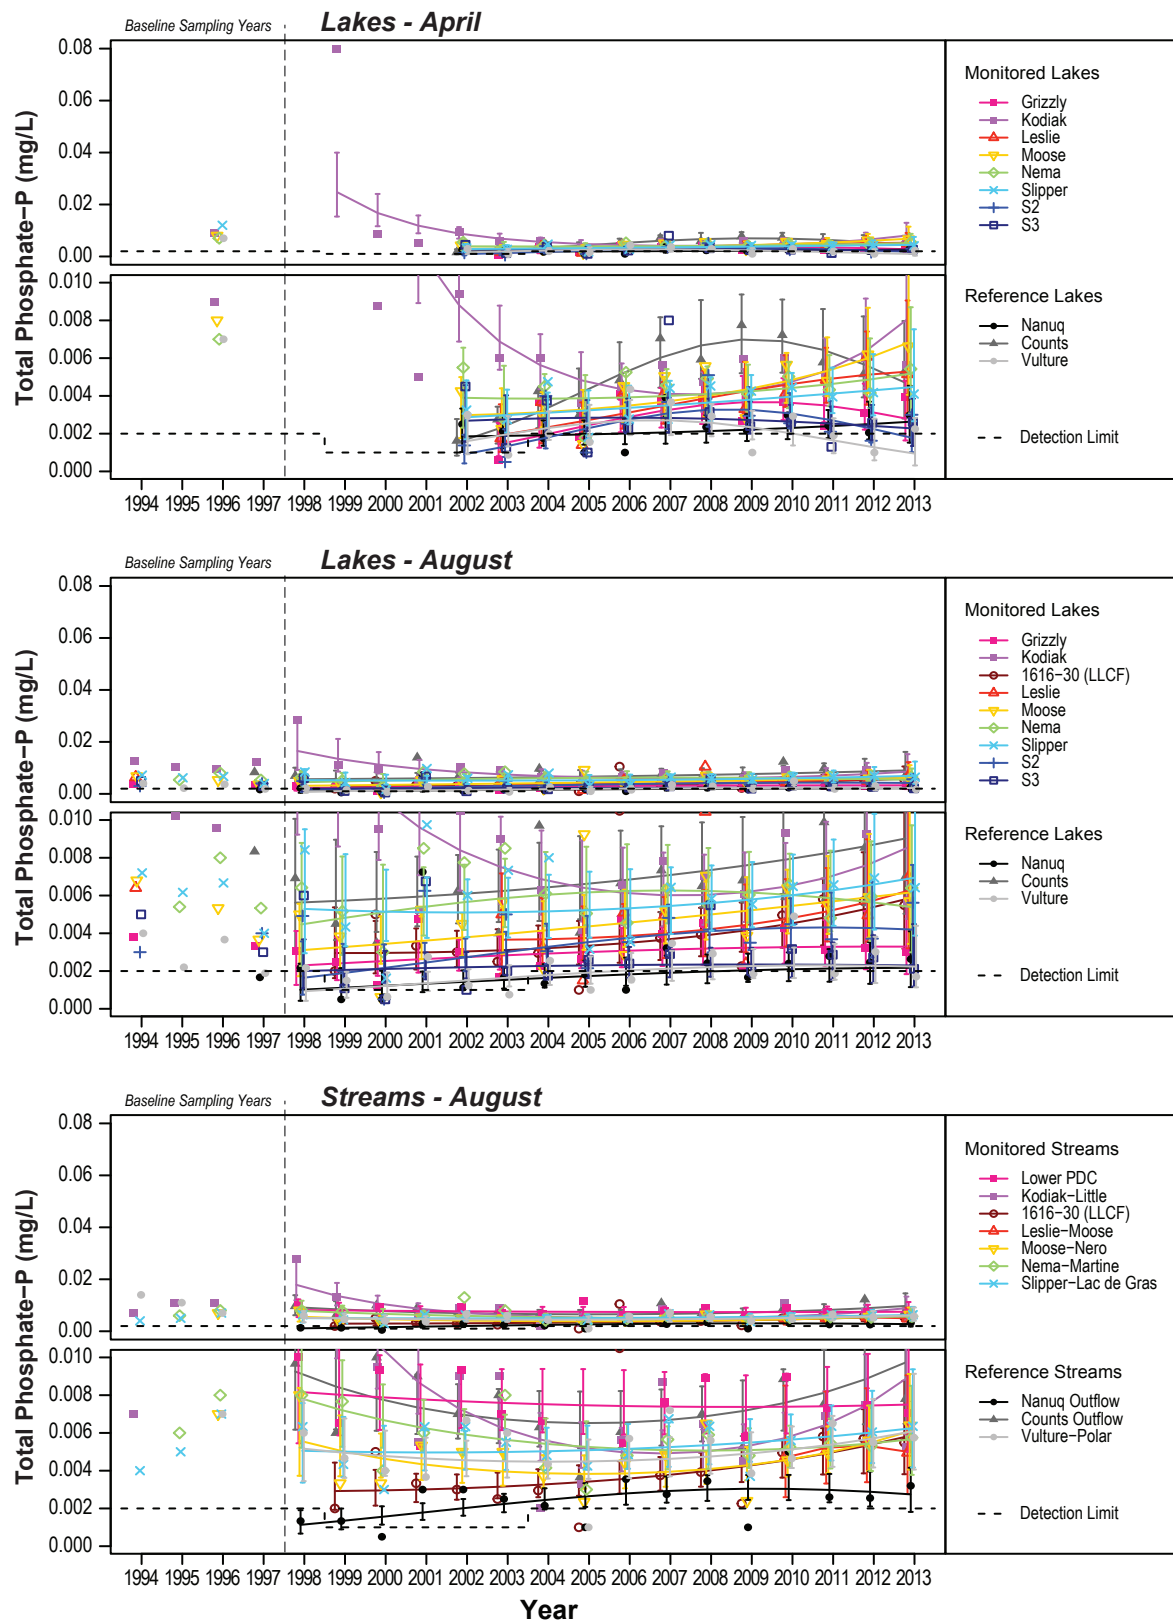 Baseline Sampling Years
Lakes - April
Total Phosphate−P (mg/L)
0.08
0.06
0.04
0.02
0.00
Monitored Lakes
Grizzly
Kodiak
Leslie
Moose
Nema
Slipper
S2
S3
0.010
0.008
0.006
0.004
0.002
0.000
Reference Lakes
Nanuq
Counts
Vulture
Detection Limit
1994 1995 1996 1997 1998 1999 2000 2001 2002 2003 2004 2005 2006 2007 2008 2009 2010 2011 2012 2013
Baseline Sampling Years
Lakes - August
Total Phosphate−P (mg/L)
0.08
0.06
0.04
0.02
0.00
Monitored Lakes
Grizzly
Kodiak
1616−30 (LLCF)
Leslie
Moose
Nema
Slipper
S2
S3
0.010
0.008
0.006
0.004
0.002
0.000
Reference Lakes
Nanuq
Counts
Vulture
Detection Limit
1994 1995 1996 1997 1998 1999 2000 2001 2002 2003 2004 2005 2006 2007 2008 2009 2010 2011 2012 2013
Baseline Sampling Years
Streams - August
Total Phosphate−P (mg/L)
0.08
0.06
0.04
0.02
0.00
Monitored Streams
Lower PDC
Kodiak−Little
1616−30 (LLCF)
Leslie−Moose
Moose−Nero
Nema−Martine
Slipper−Lac de Gras
0.010
0.008
0.006
0.004
0.002
0.000
Reference Streams
Nanuq Outflow
Counts Outflow
Vulture−Polar
Detection Limit
1994 1995 1996 1997 1998 1999 2000 2001 2002 2003 2004 2005 2006 2007 2008 2009 2010 2011 2012 2013
Year